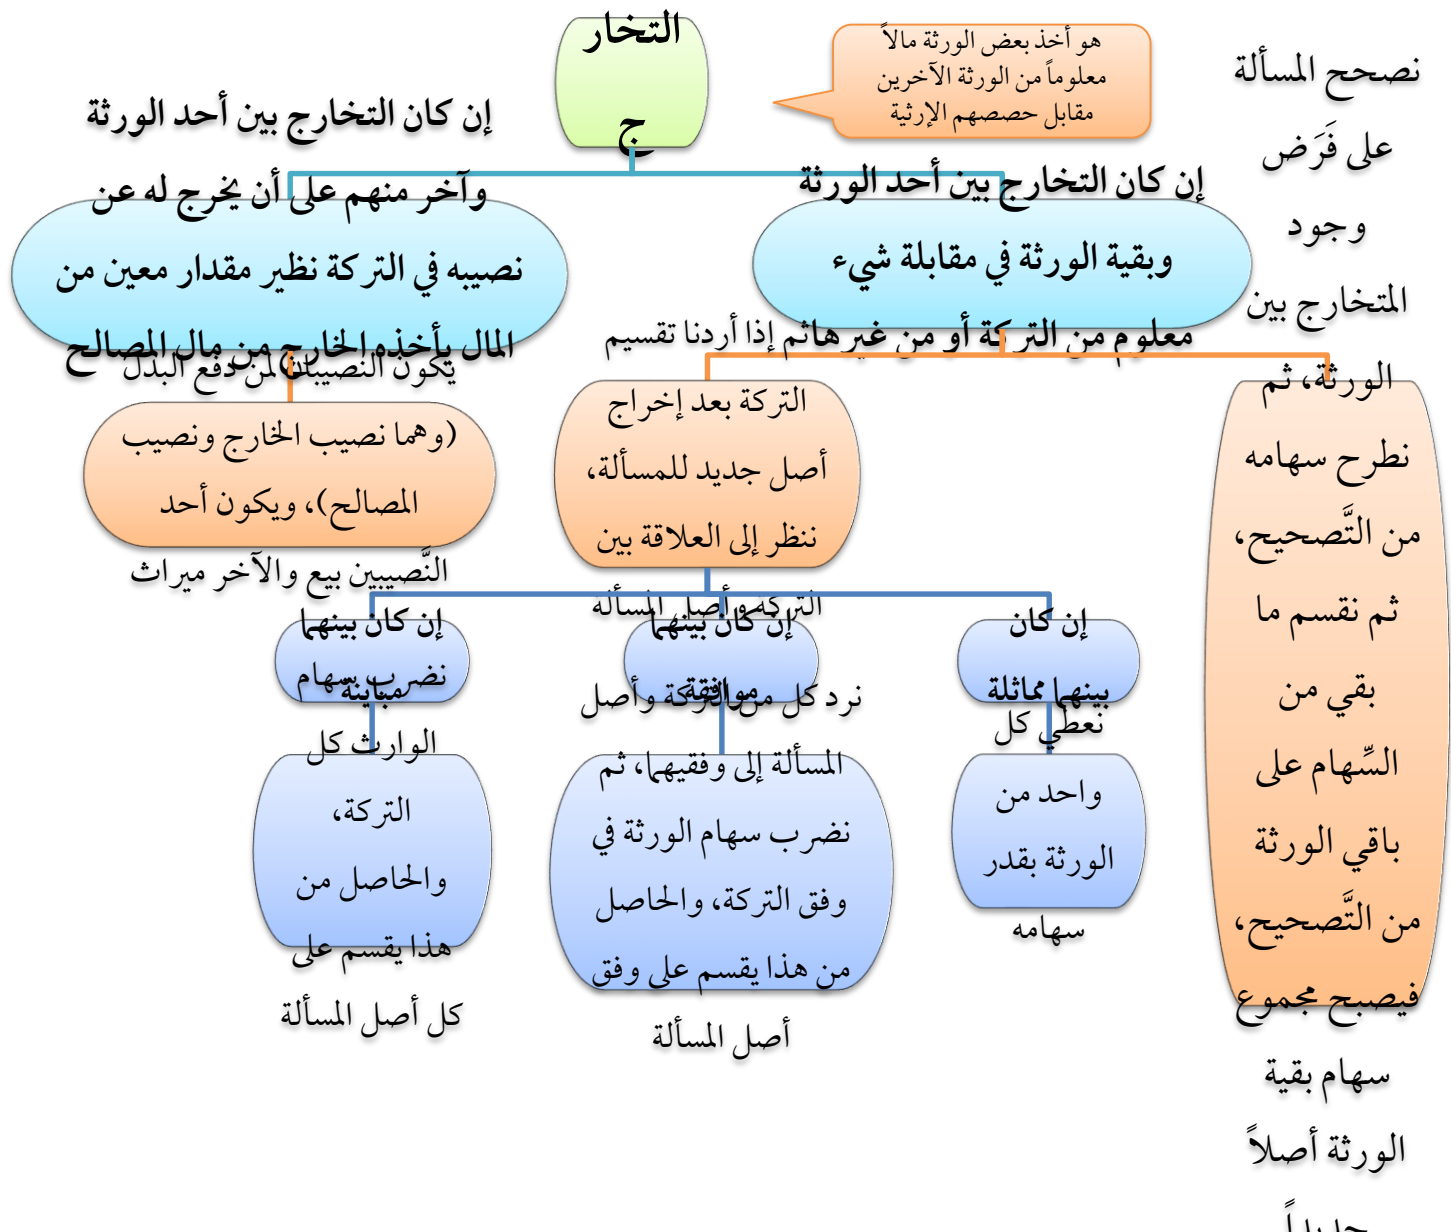 التخار
ج
هو أخذ بعض الورثة مالاً
معلوماً من الورثة الآخرين
مقابل حصصهم الإرثية
إن كان التخارج بين أحد الورثة
وبقية الورثة في مقابلة شيء
معلوم من التركة أو من غيرها
نصحح المسألة
على فَرَض
وجود
المتخارج بين
الورثة، ثم
نطرح سهامه
من التَّصحيح،
ثم نقسم ما
بقي من
السِّهام على
باقي الورثة
من التَّصحيح،
فيصبح مجموع
سهام بقية
الورثة أصلاً
جديداً
ثم إذا أردنا تقسيم
التركة بعد إخراج
أصل جديد للمسألة،
ننظر إلى العلاقة بين
التركة وأصل المسألة
إن كان
بينهما مماثلة
نعطي كل
واحد من
الورثة بقدر
سهامه
إن كان بينهما
موافقة
نرد كل من التركة وأصل
المسألة إلى وفقيهما، ثم
نضرب سهام الورثة في
وفق التركة، والحاصل
من هذا يقسم على وفق
أصل المسألة
إن كان بينهما
مباينة
نضرب سهام
الوارث كل
التركة،
والحاصل من
هذا يقسم على
كل أصل المسألة
إن كان التخارج بين أحد الورثة
وآخر منهم على أن يخرج له عن
نصيبه في التركة نظير مقدار معين من
المال يأخذه الخارج من مال المصالح
يكون النصيبان لمن دفع البدل
(وهما نصيب الخارج ونصيب
المصالح)، ويكون أحد
النَّصيبين بيع والآخر ميراث